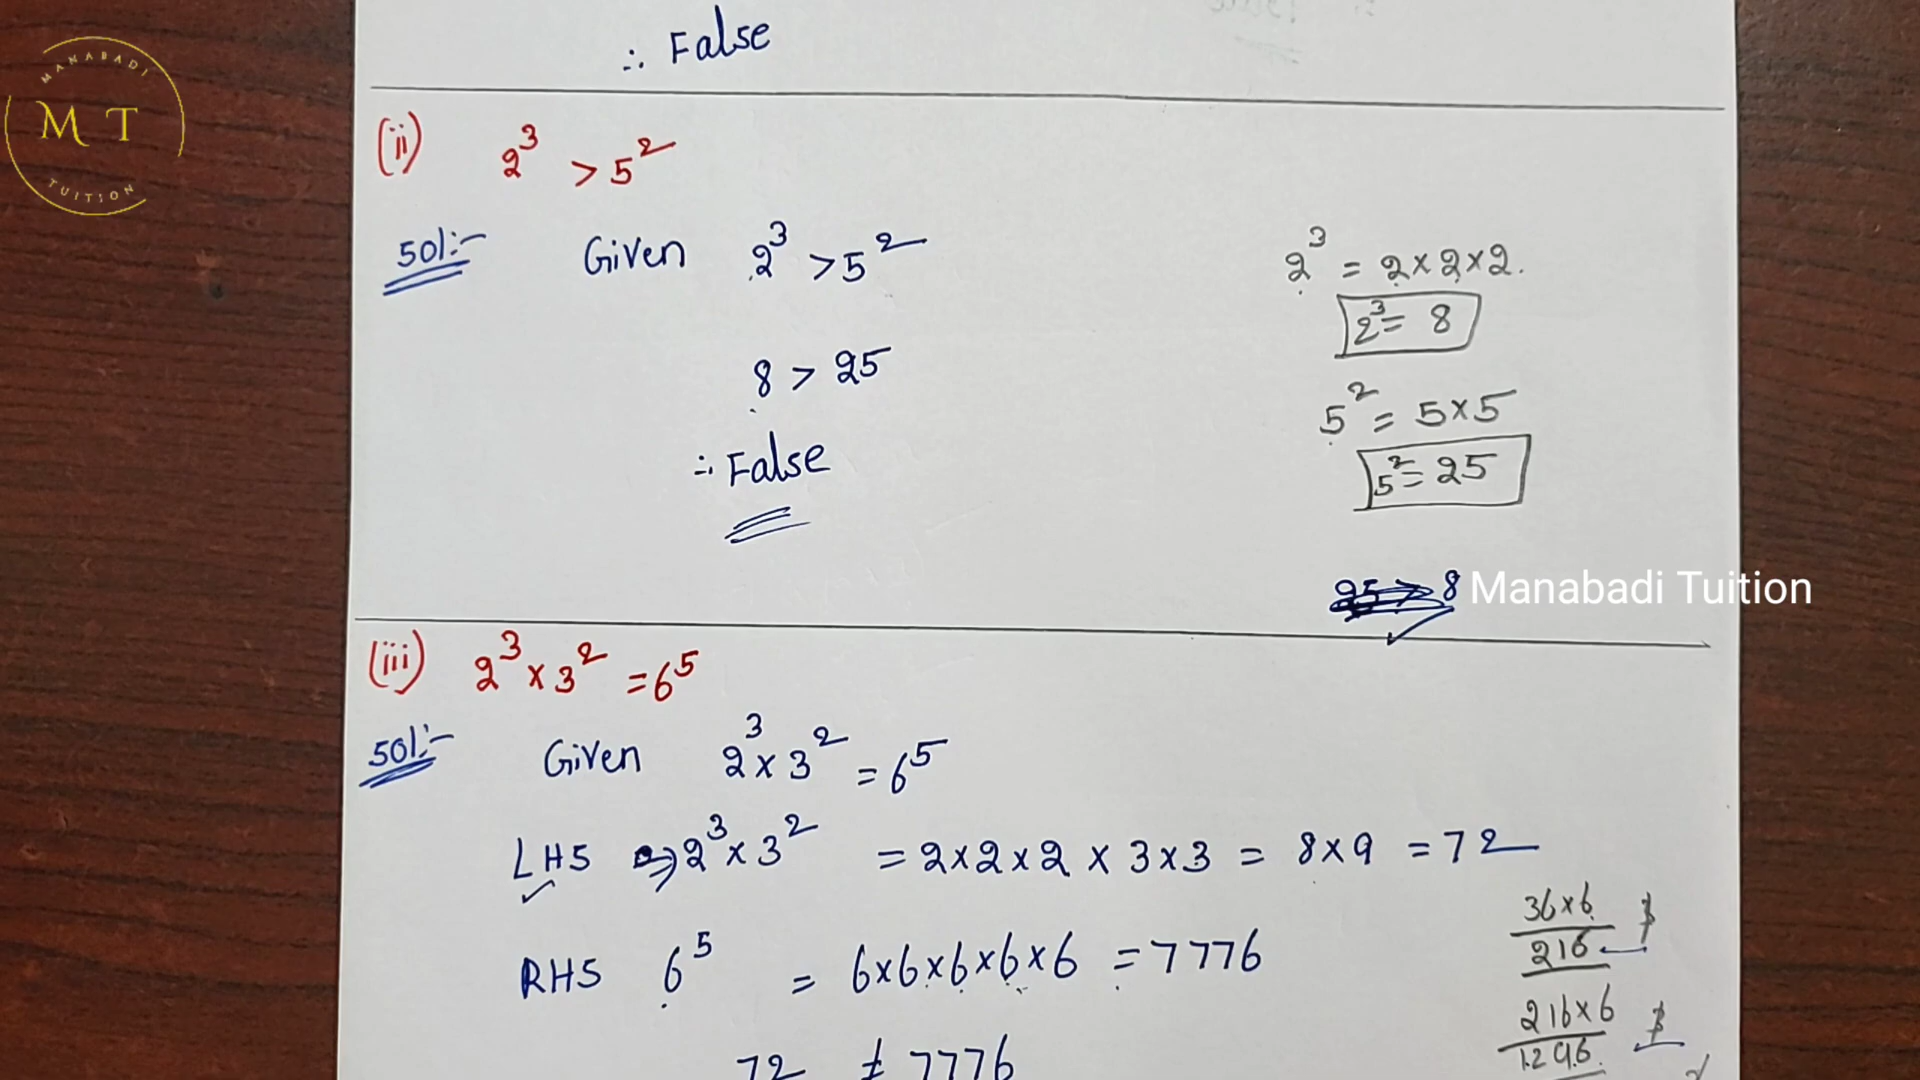 MANABADI
M T
TUITION
∴ False
(ii) 2³ > 5²
Sol:- Given 2³ > 5²
8 > 25
∴ False
2³ = 2×2×2.
2³ = 8
5² = 5×5
5² = 25
25 > 8
Manabadi Tuition
(iii) 2³ × 3² = 6⁵
Sol:- Given 2³ × 3² = 6⁵
LHS ⇒ 2³ × 3² = 2×2×2 × 3×3 = 8×9 = 72
RHS 6⁵ = 6×6×6×6×6 = 7776
72 ≠ 7776
36×6
216
216×6
1296